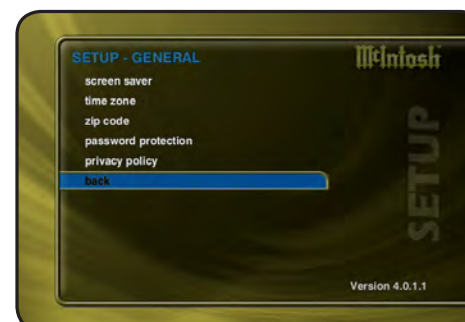 SETUP - GENERAL
McIntosh
screen saver
time zone
zip code
password protection
privacy policy
back
SETUP
Version 4.0.1.1